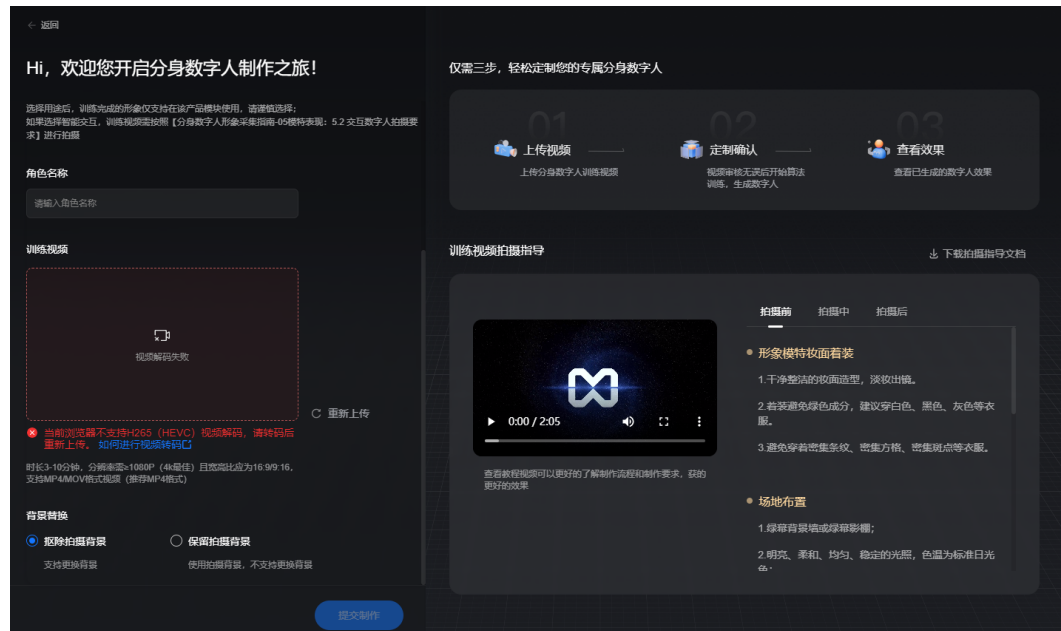 ← 返回
Hi，欢迎您开启分身数字人制作之旅！
选择用途后，训练完成的形象仅支持在该产品模块使用，请谨慎选择；
如果选择智能交互，训练视频需按照【分身数字人形象采集指南-05模特表现：5.2 交互数字人拍摄要
求】进行拍摄
角色名称
请输入角色名称
训练视频
视频解码失败
重新上传
当前浏览器不支持H265（HEVC）视频解码，请转码后
重新上传。 如何进行视频转码
时长3-10分钟，分辨率需≥1080P（4k最佳）且宽高比应为16:9/9:16，
支持MP4/MOV格式视频（推荐MP4格式）
背景替换
抠除拍摄背景
支持更换背景
保留拍摄背景
使用拍摄背景，不支持更换背景
提交制作
仅需三步，轻松定制您的专属分身数字人
01
上传视频
上传分身数字人训练视频
02
定制确认
视频审核无误后开始算法
训练，生成数字人
03
查看效果
查看已生成的数字人效果
训练视频拍摄指导
下载拍摄指导文档
0:00 / 2:05
查看教程视频可以更好的了解制作流程和制作要求，获的
更好的效果
拍摄前
拍摄中
拍摄后
形象模特妆面着装
1.干净整洁的妆面造型，淡妆出镜。
2.着装避免绿色成分，建议穿白色、黑色、灰色等衣
服。
3.避免穿着密集条纹、密集方格、密集斑点等衣服。
场地布置
1.绿幕背景墙或绿幕影棚；
2.明亮、柔和、均匀、稳定的光照，色温为标准日光
色；